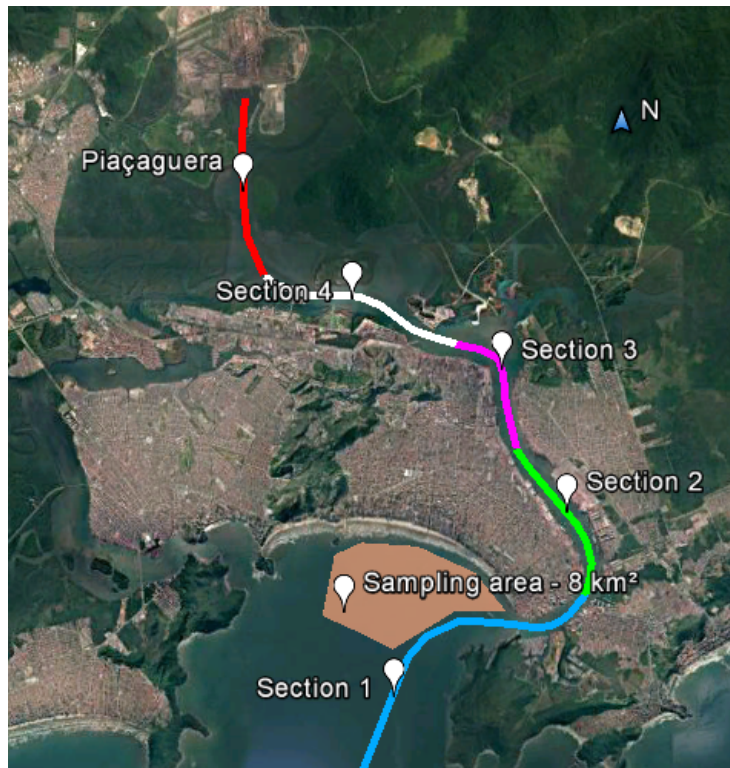 N
Piaçaguera
Section 4
Section 3
Section 2
Sampling area - 8 km²
Section 1